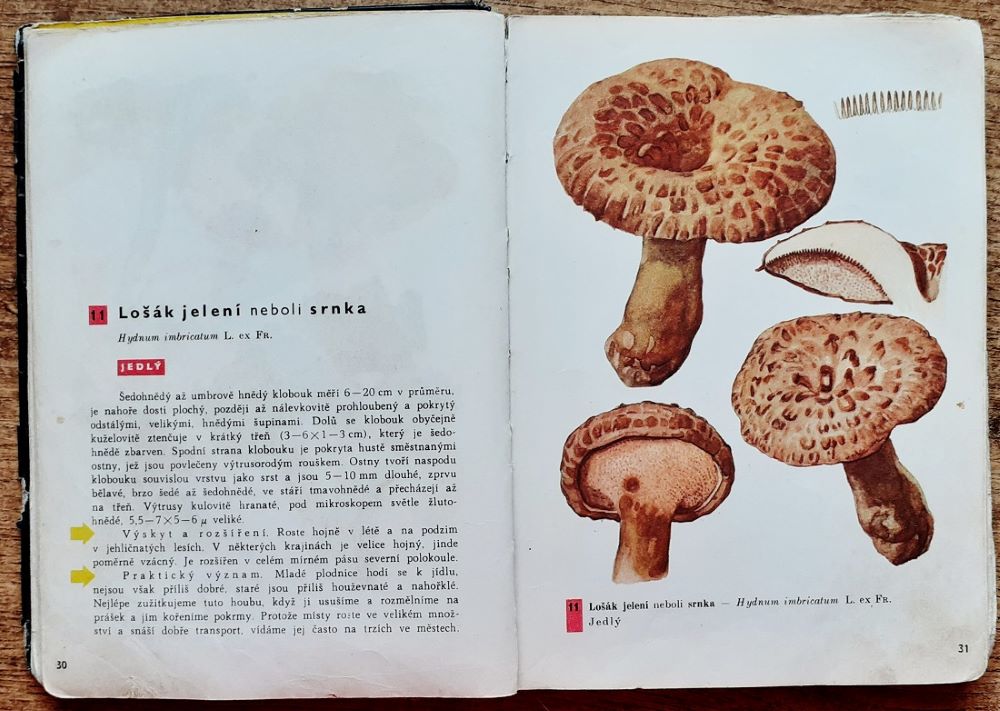 11 Lošák jelení neboli srnka
Hydnum imbricatum L. ex Fr.
JEDLÝ
Šedohnědý až umbrově hnědý klobouk měří 6—20 cm v průměru,
je nahoře dosti plochý, později až nálevkovitě prohloubený a pokrytý
odstálými, velikými, hnědými šupinami. Dolů se klobouk obyčejně
kuželovitě ztenčuje v krátký třeň (3—6×1—3 cm), který je šedo-
hnědě zbarven. Spodní strana klobouku je pokryta hustě směstnanými
ostny, jež jsou povlečeny výtrusorodým rouškem. Ostny tvoří naspodu
klobouku souvislou vrstvu jako srst a jsou 5—10 mm dlouhé, zprvu
bělavé, brzo šedé až šedohnědé, ve stáří tmavohnědé a přecházejí až
na třeň. Výtrusy kulovitě hranaté, pod mikroskopem světle žluto-
hnědé, 5,5—7×5—6 µ veliké.
Výskyt a rozšíření. Roste hojně v létě a na podzim
v jehličnatých lesích. V některých krajinách je velice hojný, jinde
poměrně vzácný. Je rozšířen v celém mírném pásu severní polokoule.
Praktický význam. Mladé plodnice hodí se k jídlu,
nejsou však příliš dobré, staré jsou příliš houževnaté a nahořklé.
Nejlépe zužitkujeme tuto houbu, když ji usušíme a rozmělníme na
prášek a jím kořeníme pokrmy. Protože místy roste ve velikém množ-
ství a snáší dobře transport, vídáme jej často na trzích ve městech.
30
11 Lošák jelení neboli srnka — Hydnum imbricatum L. ex Fr.
Jedlý
31